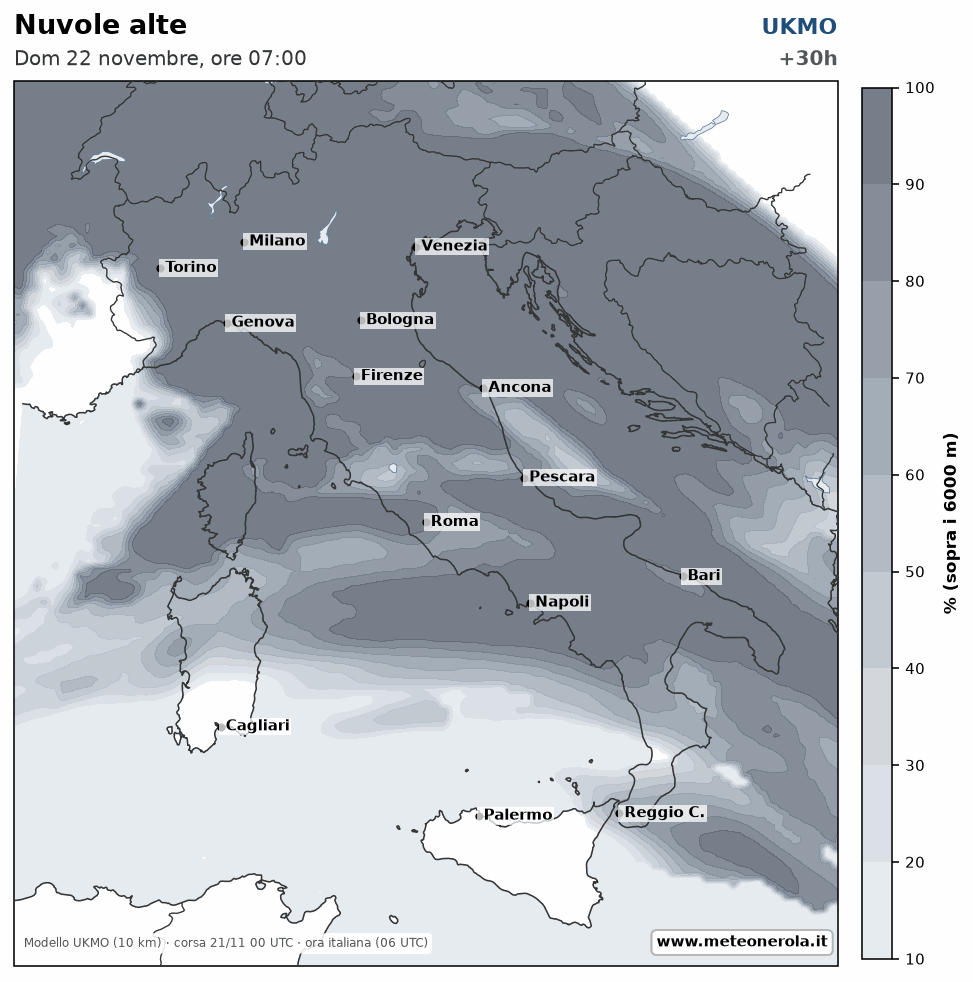 Nuvole alte
UKMO
Dom 22 novembre, ore 07:00
+30h
100
90
80
70
60
50
40
30
20
10
% (sopra i 6000 m)
Milano
Venezia
Torino
Genova
Bologna
Firenze
Ancona
Pescara
Roma
Bari
Napoli
Cagliari
Palermo
Reggio C.
Modello UKMO (10 km) · corsa 21/11 00 UTC · ora italiana (06 UTC)
www.meteonerola.it